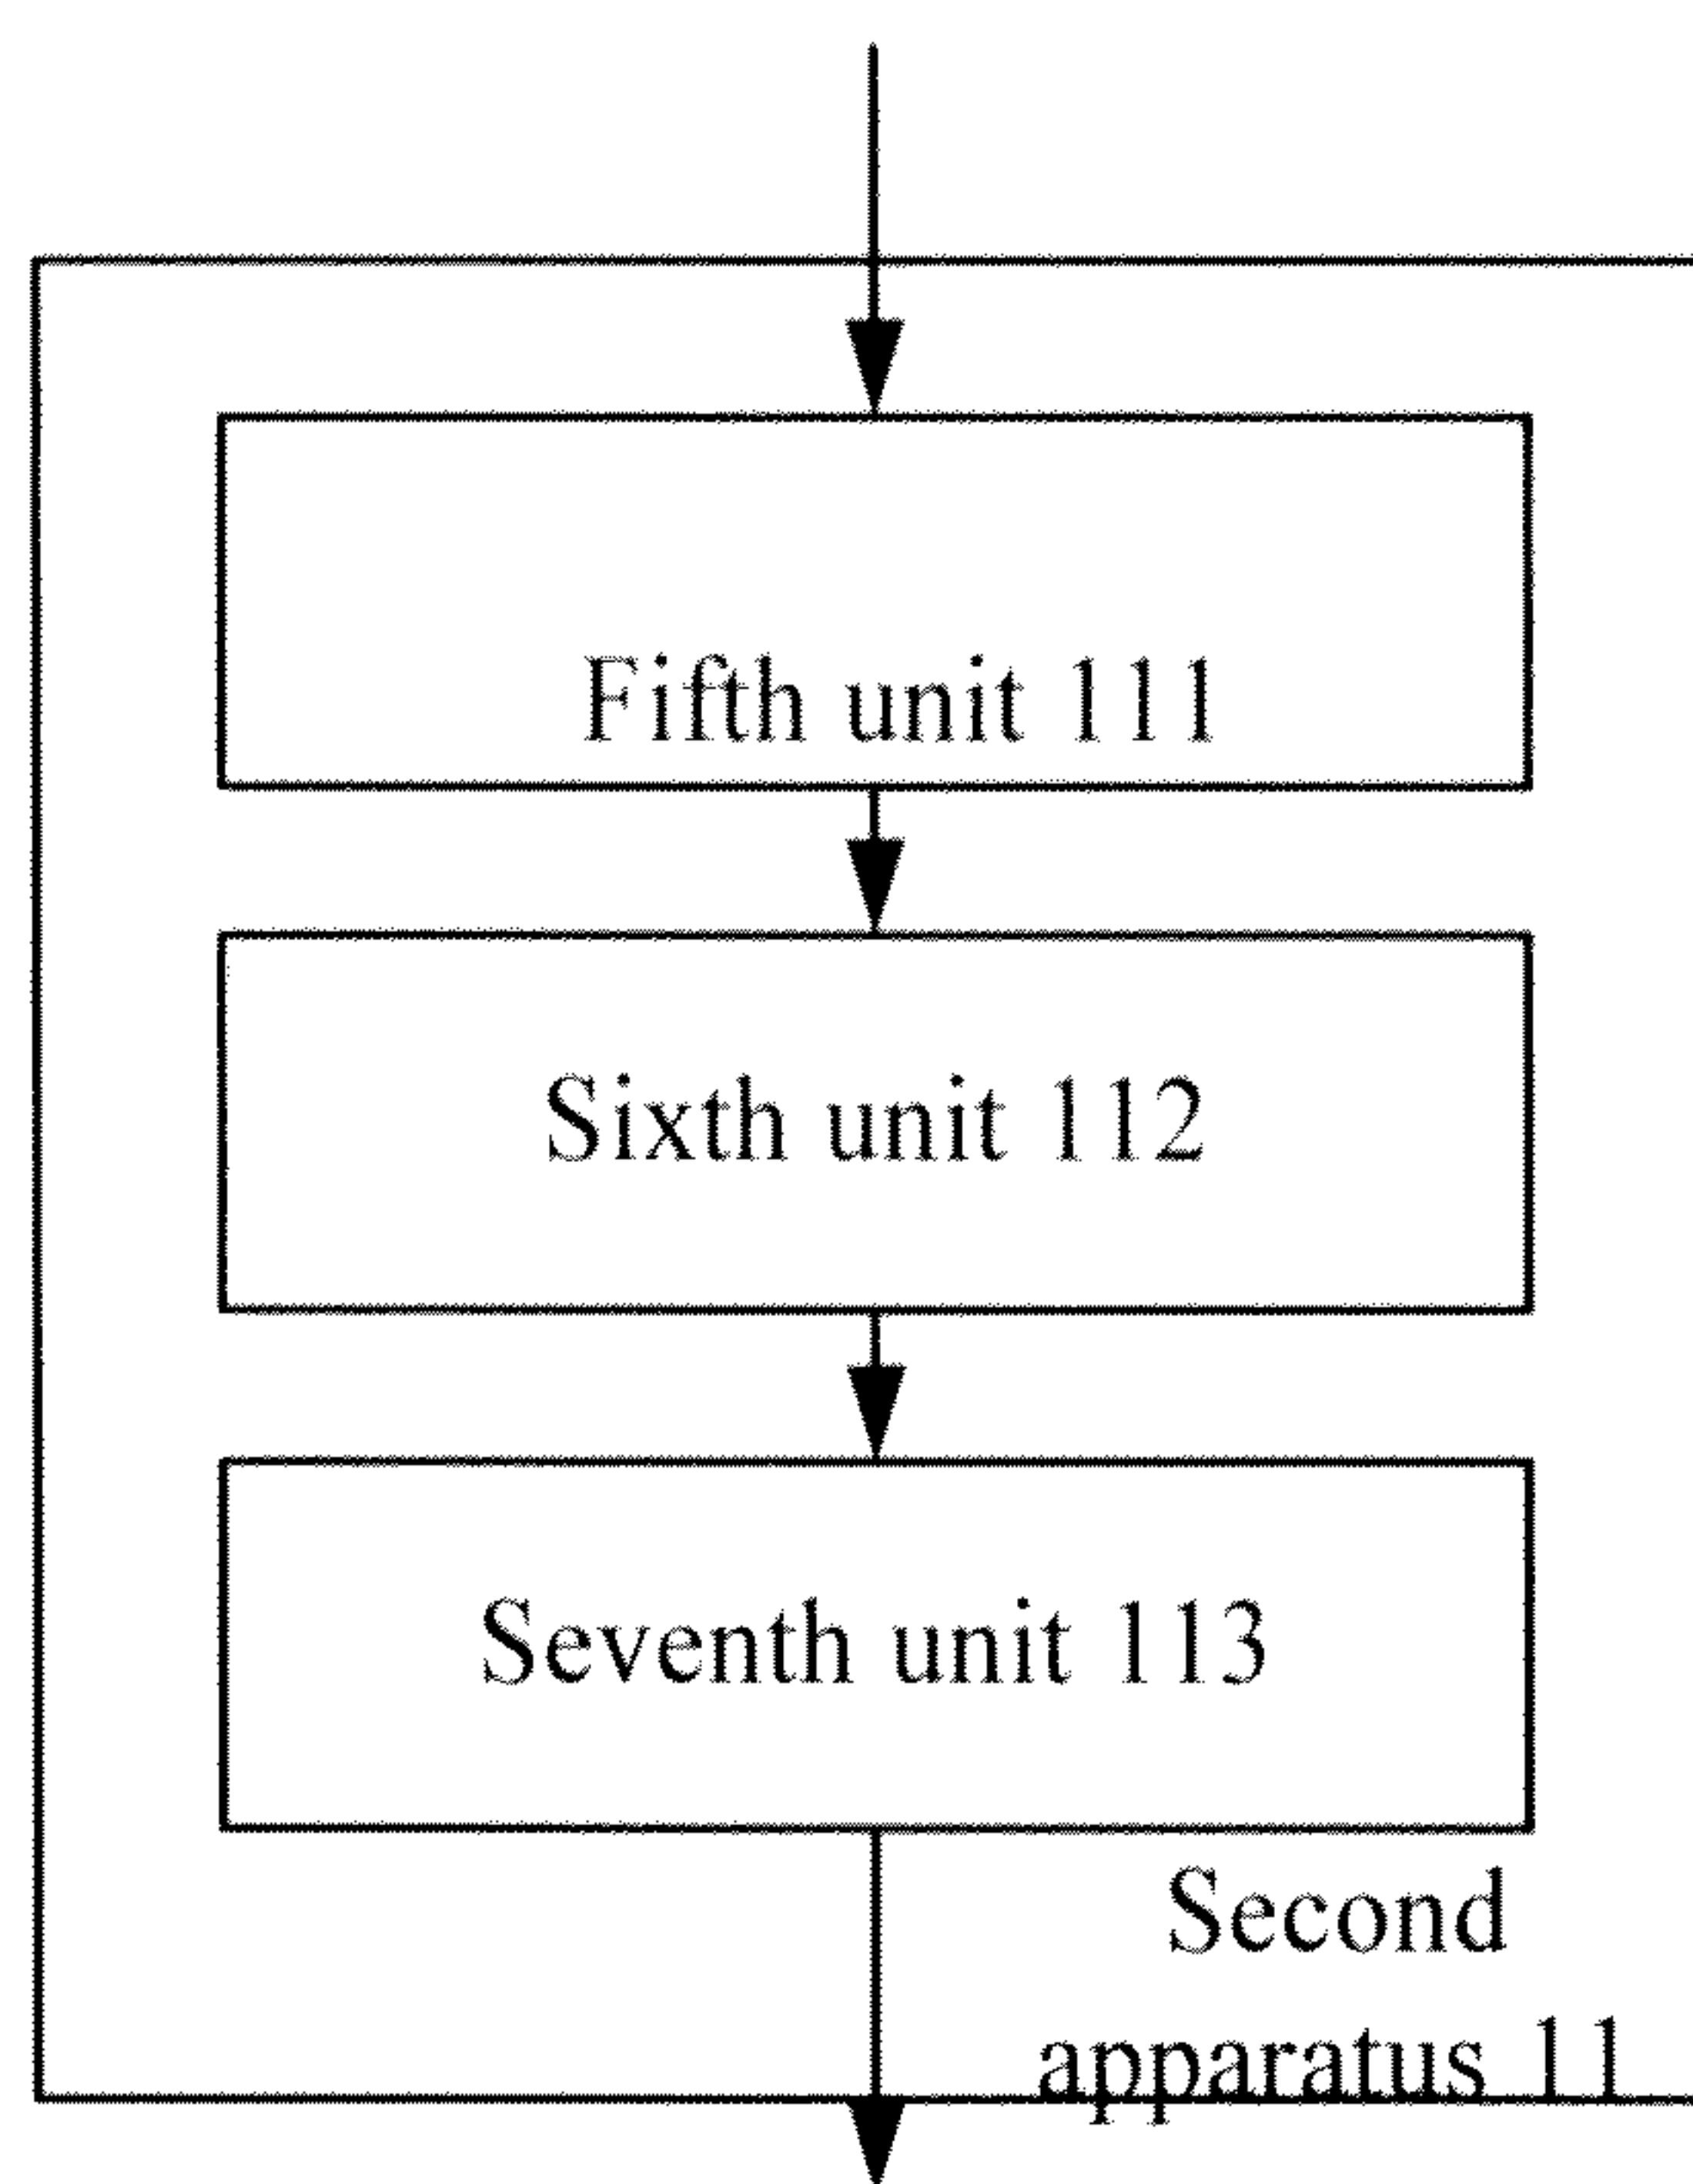 Fifth unit 111
Sixth unit 112
Seventh unit 113
Second
apparatus 11